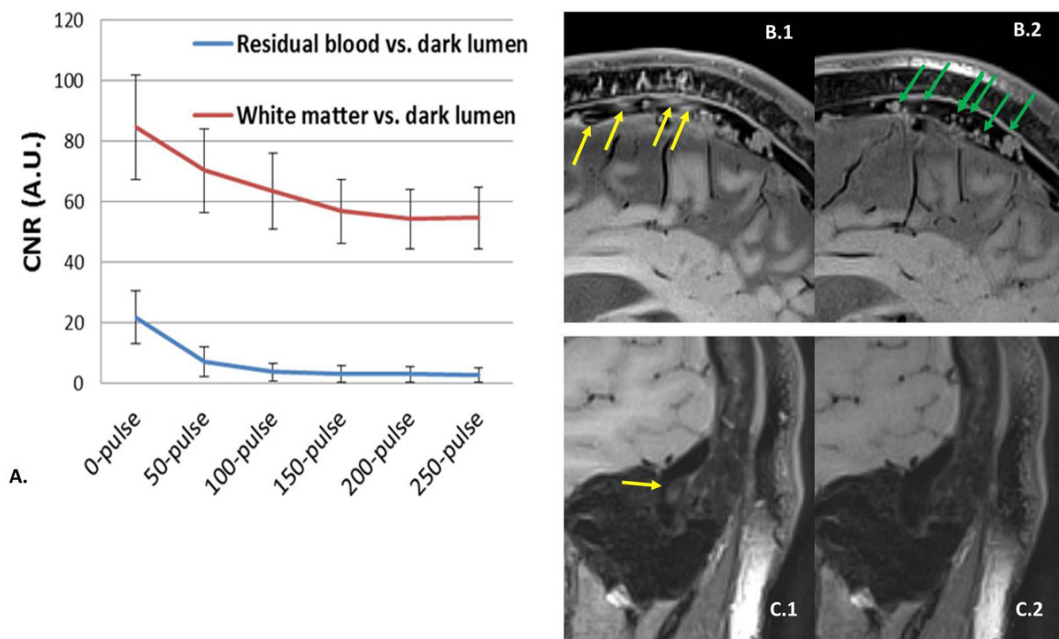 120
100
80
60
40
20
0
CNR (A.U.)
Residual blood vs. dark lumen
White matter vs. dark lumen
0-pulse
50-pulse
100-pulse
150-pulse
200-pulse
250-pulse
A.
B.1
B.2
C.1
C.2